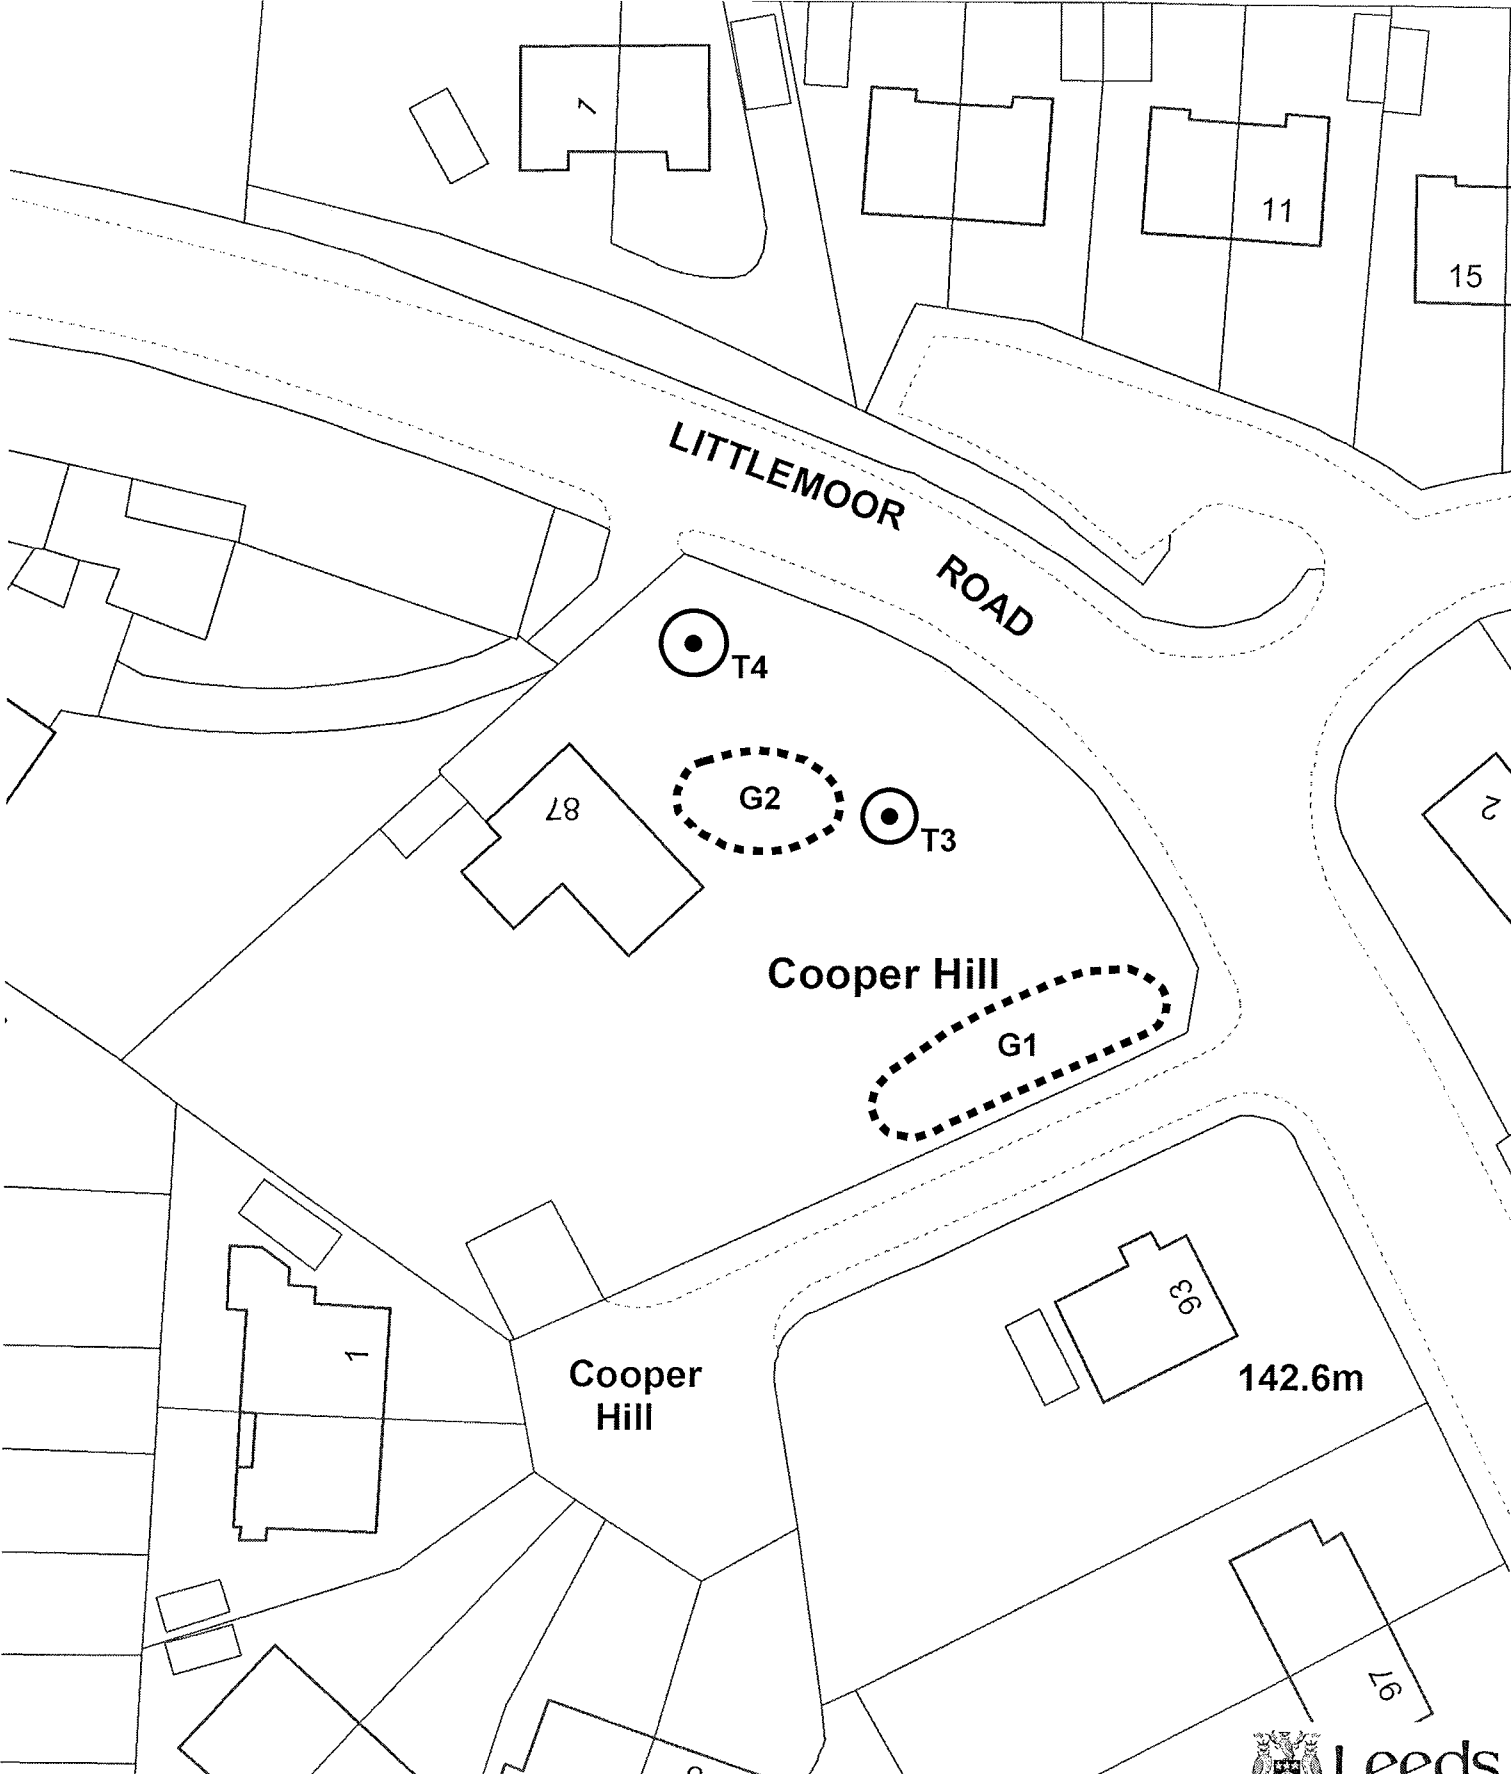 1
11
15
LITTLEMOOR
ROAD
T4
G2
87
T3
2
Cooper Hill
G1
93
1
Cooper
Hill
142.6m
97
Leeds